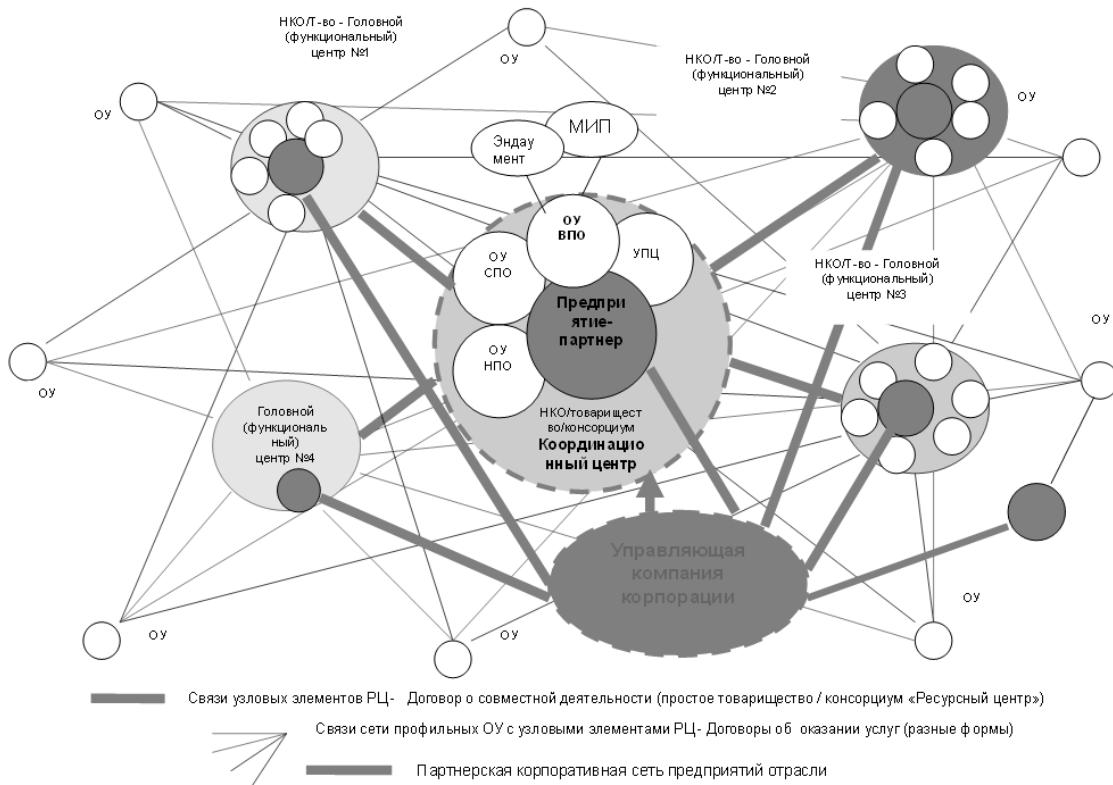 НКО/Т-во - Головной
(функциональный)
центр №1
ОУ
НКО/Т-во - Головной
(функциональный)
центр №2
ОУ
ОУ
МИП
Эндау
мент
ОУ
ВПО
ОУ
СПО
УПЦ
НКО/Т-во - Головной
(функциональный)
центр №3
Предпри
ятие-
партнер
ОУ
ОУ
НПО
ОУ
НКО/товарищест
во/консорциум
Координацио
нный центр
Головной
(функциональ
ный)
центр №4
Управляющая
компания
корпорации
ОУ
ОУ
ОУ
Связи узловых элементов РЦ- Договор о совместной деятельности (простое товарищество / консорциум «Ресурсный центр»)
Связи сети профильных ОУ с узловыми элементами РЦ- Договоры об оказании услуг (разные формы)
Партнерская корпоративная сеть предприятий отрасли